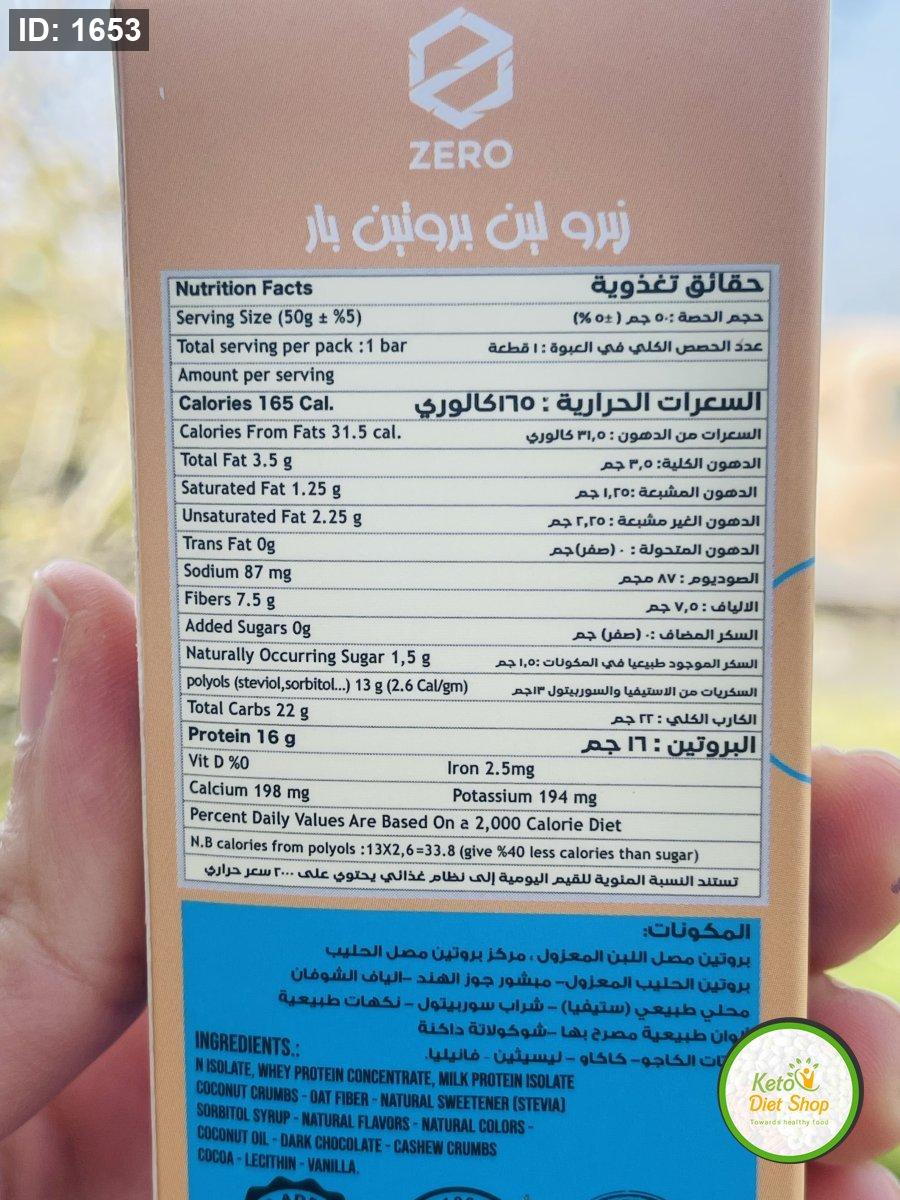 ID: 1653
ZERO
زيرو لين بروتين بار
Nutrition Facts حقائق تغذوية
Serving Size (50g ± %5) حجم الحصة: ٥٠ جم ( ±٥ %)
Total serving per pack :1 bar عدد الحصص الكلي في العبوة : ١ قطعة
Amount per serving
Calories 165 Cal. السعرات الحرارية : ١٦٥كالوري
Calories From Fats 31.5 cal. السعرات من الدهون : ٣١,٥ كالوري
Total Fat 3.5 g الدهون الكلية: ٣,٥ جم
Saturated Fat 1.25 g الدهون المشبعة :١,٢٥ جم
Unsaturated Fat 2.25 g الدهون الغير مشبعة : ٢,٢٥ جم
Trans Fat 0g الدهون المتحولة : ٠ (صفر)جم
Sodium 87 mg الصوديوم : ٨٧ مجم
Fibers 7.5 g الالياف : ٧,٥ جم
Added Sugars 0g السكر المضاف :٠ (صفر) جم
Naturally Occurring Sugar 1,5 g السكر الموجود طبيعيا في المكونات :١,٥ جم
polyols (steviol,sorbitol...) 13 g (2.6 Cal/gm) السكريات من الاستيفيا والسوربيتول ١٣جم
Total Carbs 22 g الكارب الكلي : ٢٢ جم
Protein 16 g البروتين : ١٦ جم
Vit D %0 Iron 2.5mg
Calcium 198 mg Potassium 194 mg
Percent Daily Values Are Based On a 2,000 Calorie Diet
N.B calories from polyols :13X2,6=33.8 (give %40 less calories than sugar)
تستند النسبة المئوية للقيم اليومية إلى نظام غذائي يحتوي على ٢٠٠٠ سعر حراري
المكونات:
بروتين مصل اللبن المعزول ، مركز بروتين مصل الحليب
بروتين الحليب المعزول– مبشور جوز الهند –الياف الشوفان
محلي طبيعي (ستيفيا) – شراب سوربيتول – نكهات طبيعية
الوان طبيعية مصرح بها –شوكولاتة داكنة
الكاجو– كاكاو – ليسيثين - فانيليا.
INGREDIENTS.:
N ISOLATE, WHEY PROTEIN CONCENTRATE, MILK PROTEIN ISOLATE
COCONUT CRUMBS - OAT FIBER - NATURAL SWEETENER (STEVIA)
SORBITOL SYRUP - NATURAL FLAVORS - NATURAL COLORS -
COCONUT OIL - DARK CHOCOLATE - CASHEW CRUMBS
COCOA - LECITHIN - VANILLA.
Keto
Diet Shop
Towards healthy food